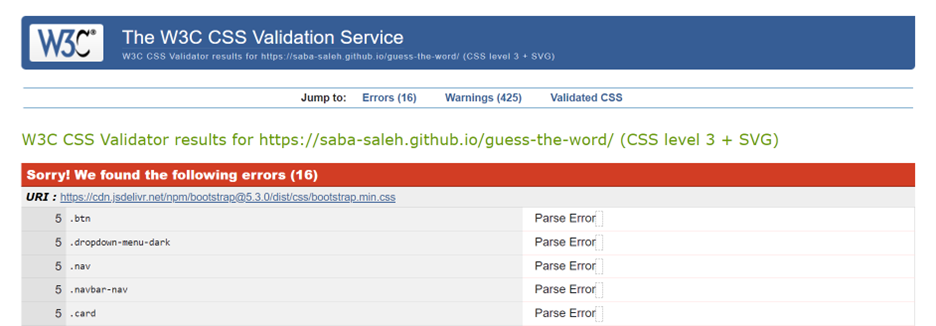 W3C® The W3C CSS Validation Service
W3C CSS Validator results for https://saba-saleh.github.io/guess-the-word/ (CSS level 3 + SVG)
Jump to: Errors (16) Warnings (425) Validated CSS
W3C CSS Validator results for https://saba-saleh.github.io/guess-the-word/ (CSS level 3 + SVG)
Sorry! We found the following errors (16)
URI : https://cdn.jsdelivr.net/npm/bootstrap@5.3.0/dist/css/bootstrap.min.css
5 .btn Parse Error
5 .dropdown-menu-dark Parse Error
5 .nav Parse Error
5 .navbar-nav Parse Error
5 .card Parse Error